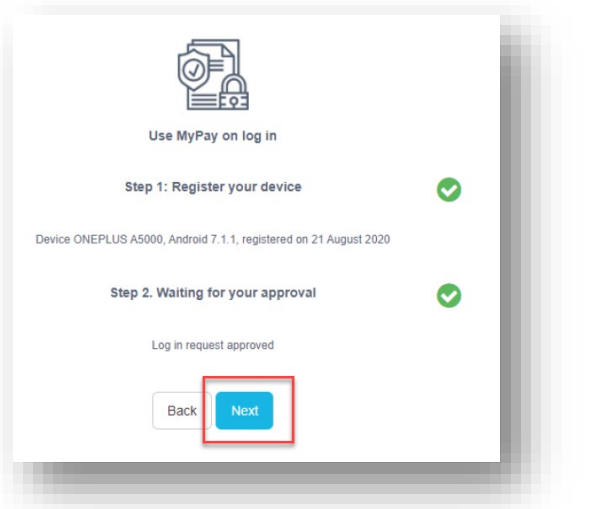 Use MyPay on log in
Step 1: Register your device
Device ONEPLUS A5000, Android 7.1.1, registered on 21 August 2020
Step 2. Waiting for your approval
Log in request approved
Back Next